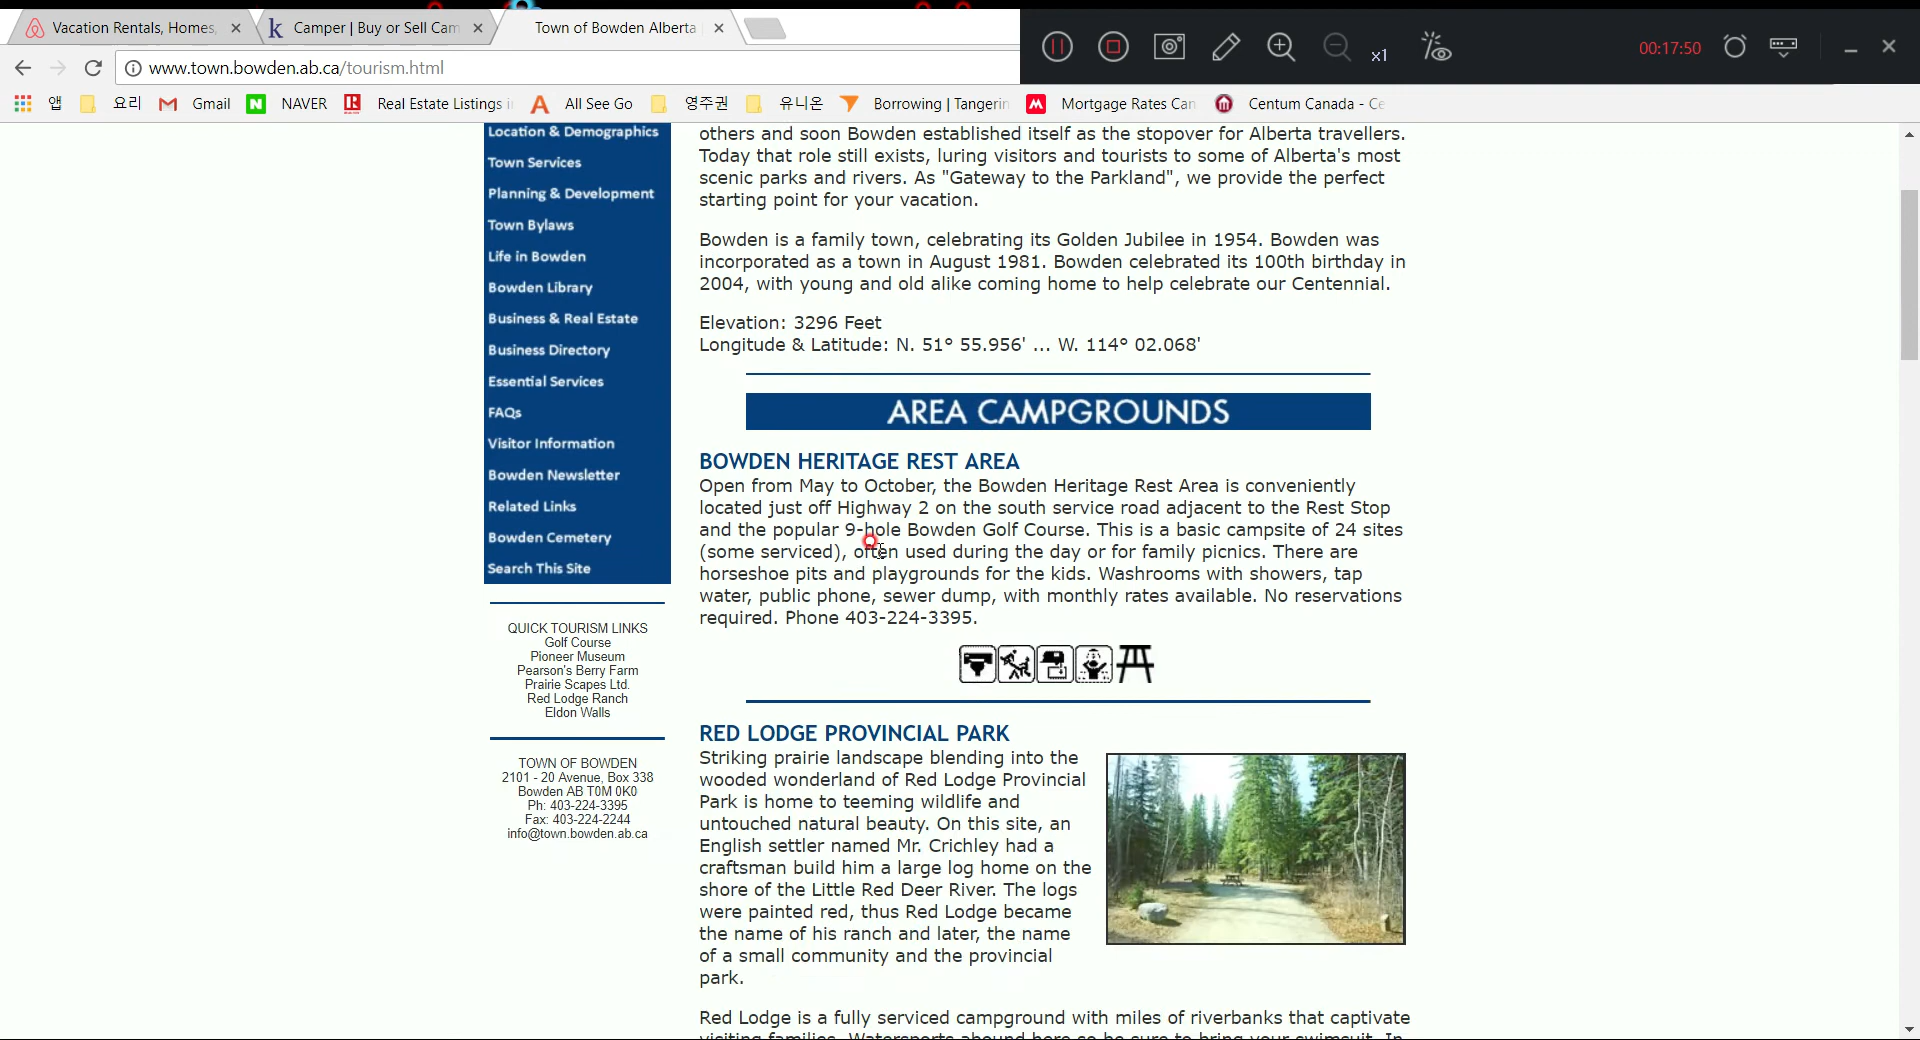 Vacation Rentals, Homes,
Camper | Buy or Sell Cam
Town of Bowden Alberta
x1
00:17:50
www.town.bowden.ab.ca/tourism.html
앱
요리
Gmail
NAVER
Real Estate Listings i
All See Go
영주권
유니온
Borrowing | Tangerin
Mortgage Rates Can
Centum Canada - Ce
Location & Demographics
Town Services
Planning & Development
Town Bylaws
Life in Bowden
Bowden Library
Business & Real Estate
Business Directory
Essential Services
FAQs
Visitor Information
Bowden Newsletter
Related Links
Bowden Cemetery
Search This Site
QUICK TOURISM LINKS
Golf Course
Pioneer Museum
Pearson's Berry Farm
Prairie Scapes Ltd.
Red Lodge Ranch
Eldon Walls
TOWN OF BOWDEN
2101 - 20 Avenue, Box 338
Bowden AB T0M 0K0
Ph: 403-224-3395
Fax: 403-224-2244
info@town.bowden.ab.ca
others and soon Bowden established itself as the stopover for Alberta travellers.
Today that role still exists, luring visitors and tourists to some of Alberta's most
scenic parks and rivers. As "Gateway to the Parkland", we provide the perfect
starting point for your vacation.
Bowden is a family town, celebrating its Golden Jubilee in 1954. Bowden was
incorporated as a town in August 1981. Bowden celebrated its 100th birthday in
2004, with young and old alike coming home to help celebrate our Centennial.
Elevation: 3296 Feet
Longitude & Latitude: N. 51° 55.956' ... W. 114° 02.068'
AREA CAMPGROUNDS
BOWDEN HERITAGE REST AREA
Open from May to October, the Bowden Heritage Rest Area is conveniently
located just off Highway 2 on the south service road adjacent to the Rest Stop
and the popular 9-hole Bowden Golf Course. This is a basic campsite of 24 sites
(some serviced), often used during the day or for family picnics. There are
horseshoe pits and playgrounds for the kids. Washrooms with showers, tap
water, public phone, sewer dump, with monthly rates available. No reservations
required. Phone 403-224-3395.
RED LODGE PROVINCIAL PARK
Striking prairie landscape blending into the
wooded wonderland of Red Lodge Provincial
Park is home to teeming wildlife and
untouched natural beauty. On this site, an
English settler named Mr. Crichley had a
craftsman build him a large log home on the
shore of the Little Red Deer River. The logs
were painted red, thus Red Lodge became
the name of his ranch and later, the name
of a small community and the provincial
park.
Red Lodge is a fully serviced campground with miles of riverbanks that captivate
visiting families. Watersports abound here so be sure to bring your swimsuit. In